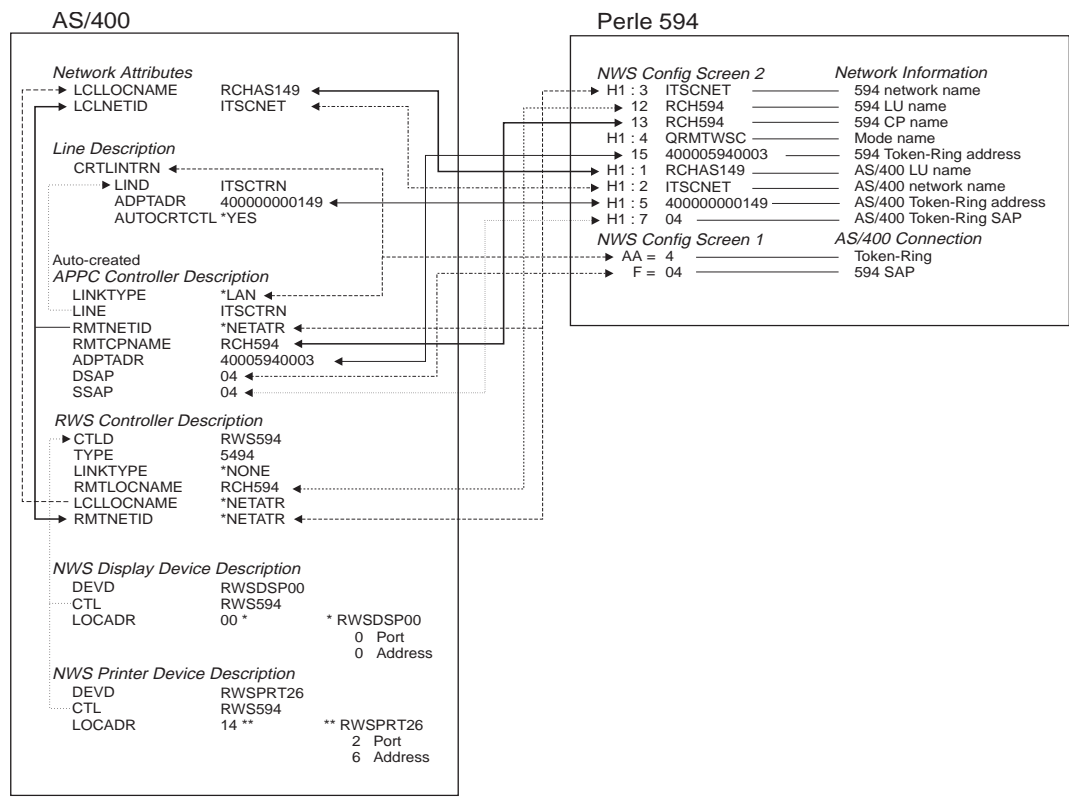 AS/400
Network Attributes
LCLLOCNAME RCHAS149
LCLNETID ITSCNET
Line Description
CRTLINTRN
LIND ITSCTRN
ADPTADR 400000000149
AUTOCRTCTL *YES
Auto-created
APPC Controller Description
LINKTYPE *LAN
LINE ITSCTRN
RMTNETID *NETATR
RMTCPNAME RCH594
ADPTADR 40005940003
DSAP 04
SSAP 04
RWS Controller Description
CTLD RWS594
TYPE 5494
LINKTYPE *NONE
RMTLOCNAME RCH594
LCLLOCNAME *NETATR
RMTNETID *NETATR
NWS Display Device Description
DEVD RWSDSP00
CTL RWS594
LOCADR 00 * * RWSDSP00
0 Port
0 Address
NWS Printer Device Description
DEVD RWSPRT26
CTL RWS594
LOCADR 14 ** ** RWSPRT26
2 Port
6 Address
Perle 594
NWS Config Screen 2 Network Information
H1 : 3 ITSCNET 594 network name
12 RCH594 594 LU name
13 RCH594 594 CP name
H1 : 4 QRMTWSC Mode name
15 400005940003 594 Token-Ring address
H1 : 1 RCHAS149 AS/400 LU name
H1 : 2 ITSCNET AS/400 network name
H1 : 5 400000000149 AS/400 Token-Ring address
H1 : 7 04 AS/400 Token-Ring SAP
NWS Config Screen 1 AS/400 Connection
AA = 4 Token-Ring
F = 04 594 SAP